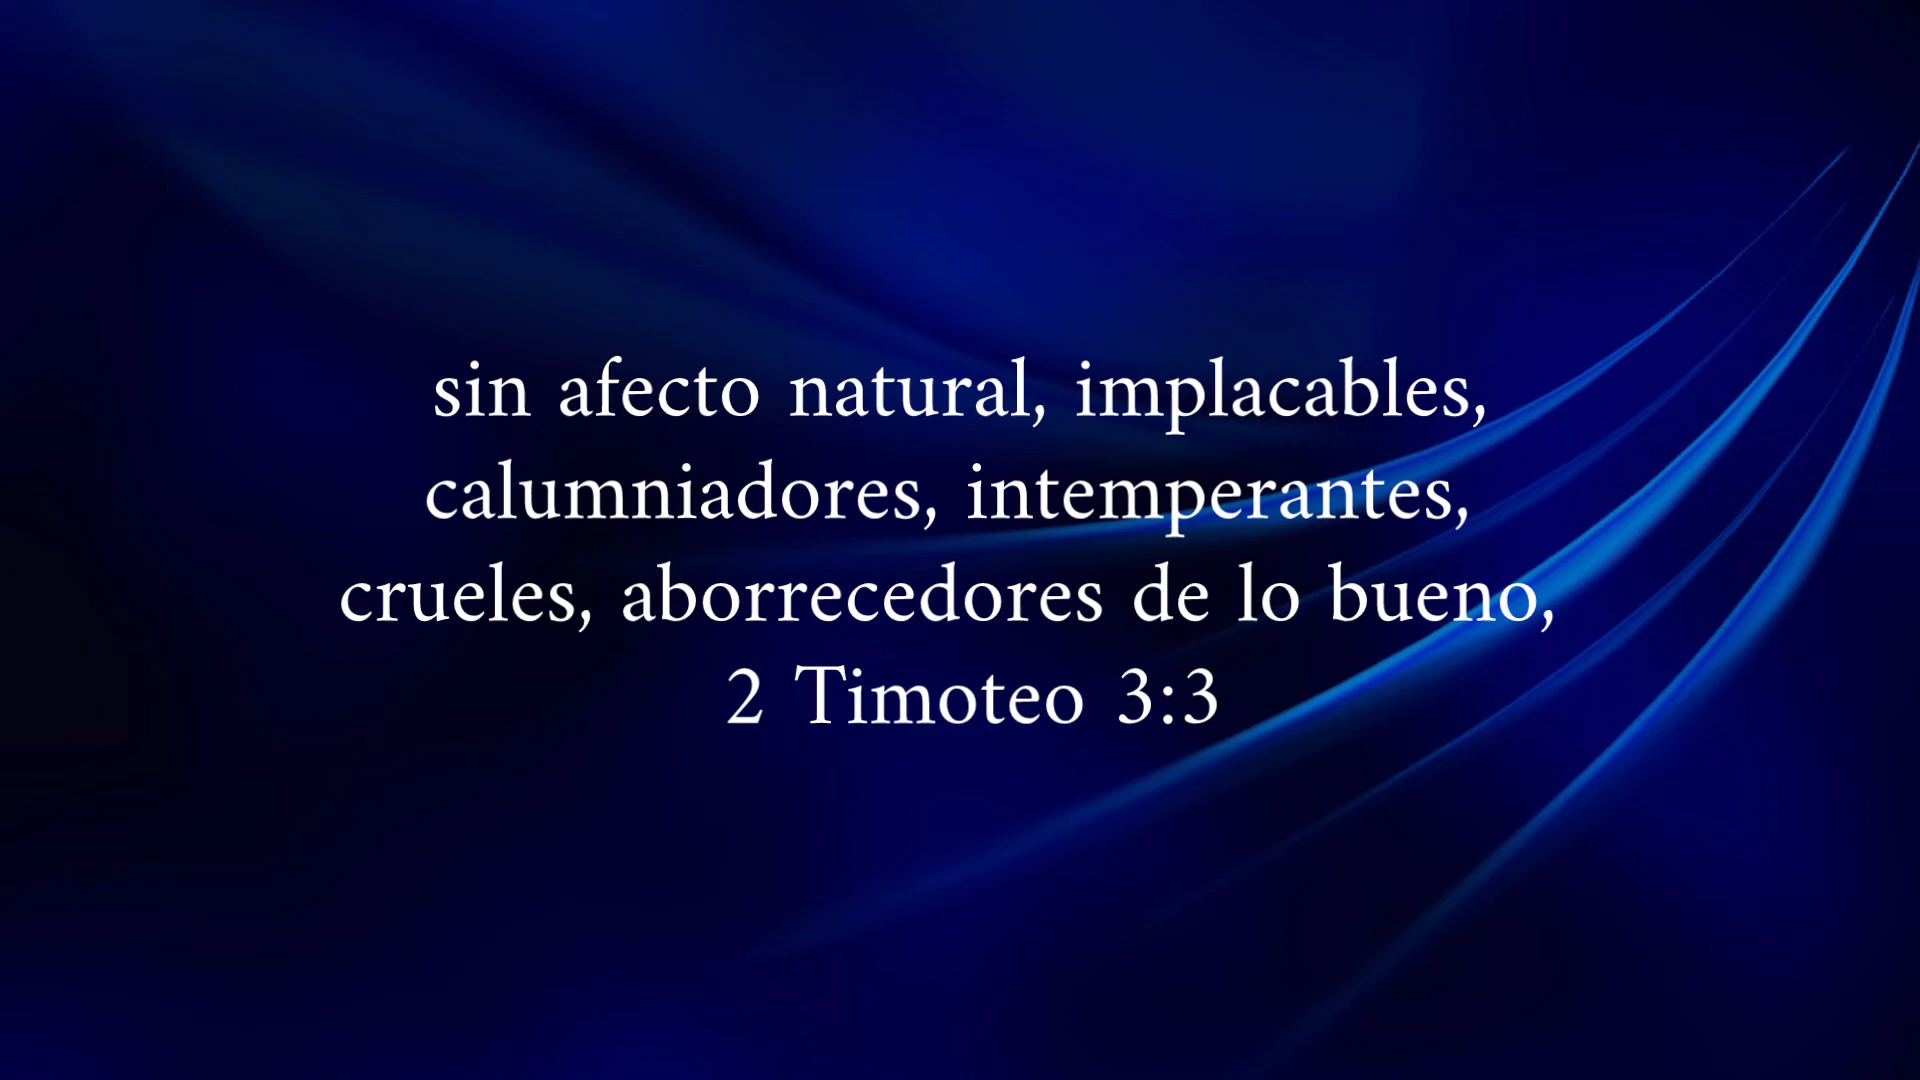 sin afecto natural, implacables,
calumniadores, intemperantes,
crueles, aborrecedores de lo bueno,
2 Timoteo 3:3